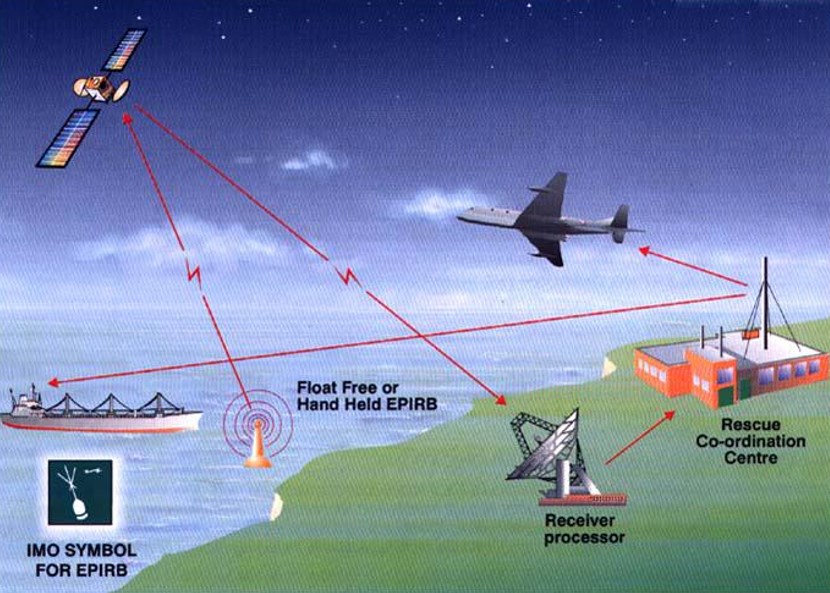 Float Free or
Hand Held EPIRB
Rescue
Co-ordination
Centre
Receiver
processor
IMO SYMBOL
FOR EPIRB